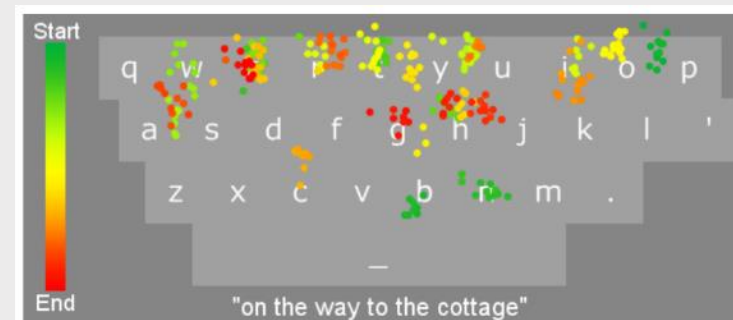 Start
q w e r t y u i o p
a s d f g h j k l '
z x c v b n m .
_
End
"on the way to the cottage"